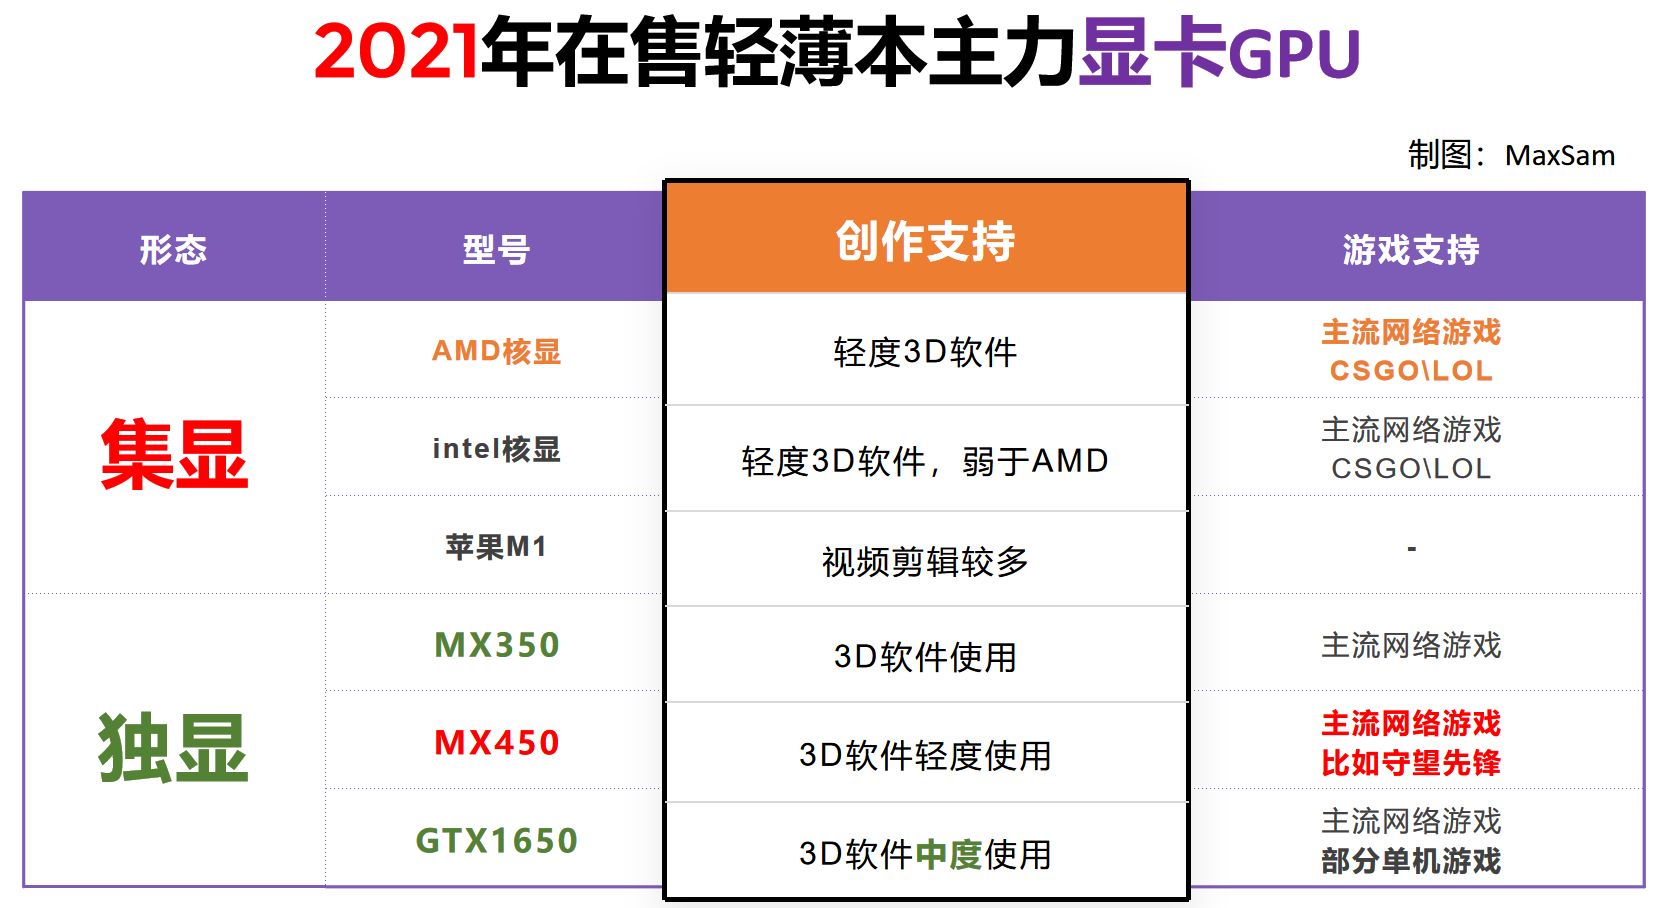 2021年在售轻薄本主力显卡GPU
制图：MaxSam
形态 型号 创作支持 游戏支持
集显
AMD核显 轻度3D软件 主流网络游戏
CSGO\LOL
intel核显 轻度3D软件，弱于AMD 主流网络游戏
CSGO\LOL
苹果M1 视频剪辑较多 -
独显
MX350 3D软件使用 主流网络游戏
MX450 3D软件轻度使用 主流网络游戏
比如守望先锋
GTX1650 3D软件中度使用 主流网络游戏
部分单机游戏